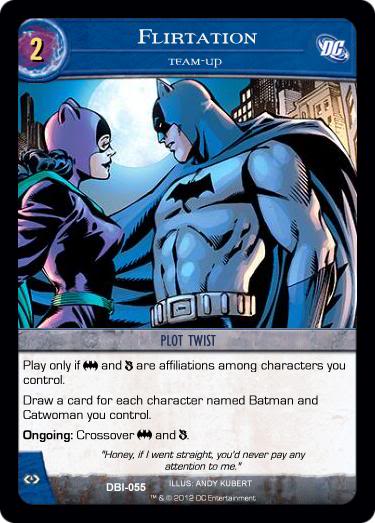 2
FLIRTATION
TEAM-UP
DC
PLOT TWIST
Play only if and are affiliations among characters you
control.
Draw a card for each character named Batman and
Catwoman you control.
Ongoing: Crossover and .
"Honey, if I went straight, you'd never pay any
attention to me."
DBI-055 ILLUS: ANDY KUBERT
™ & © 2012 DC Entertainment